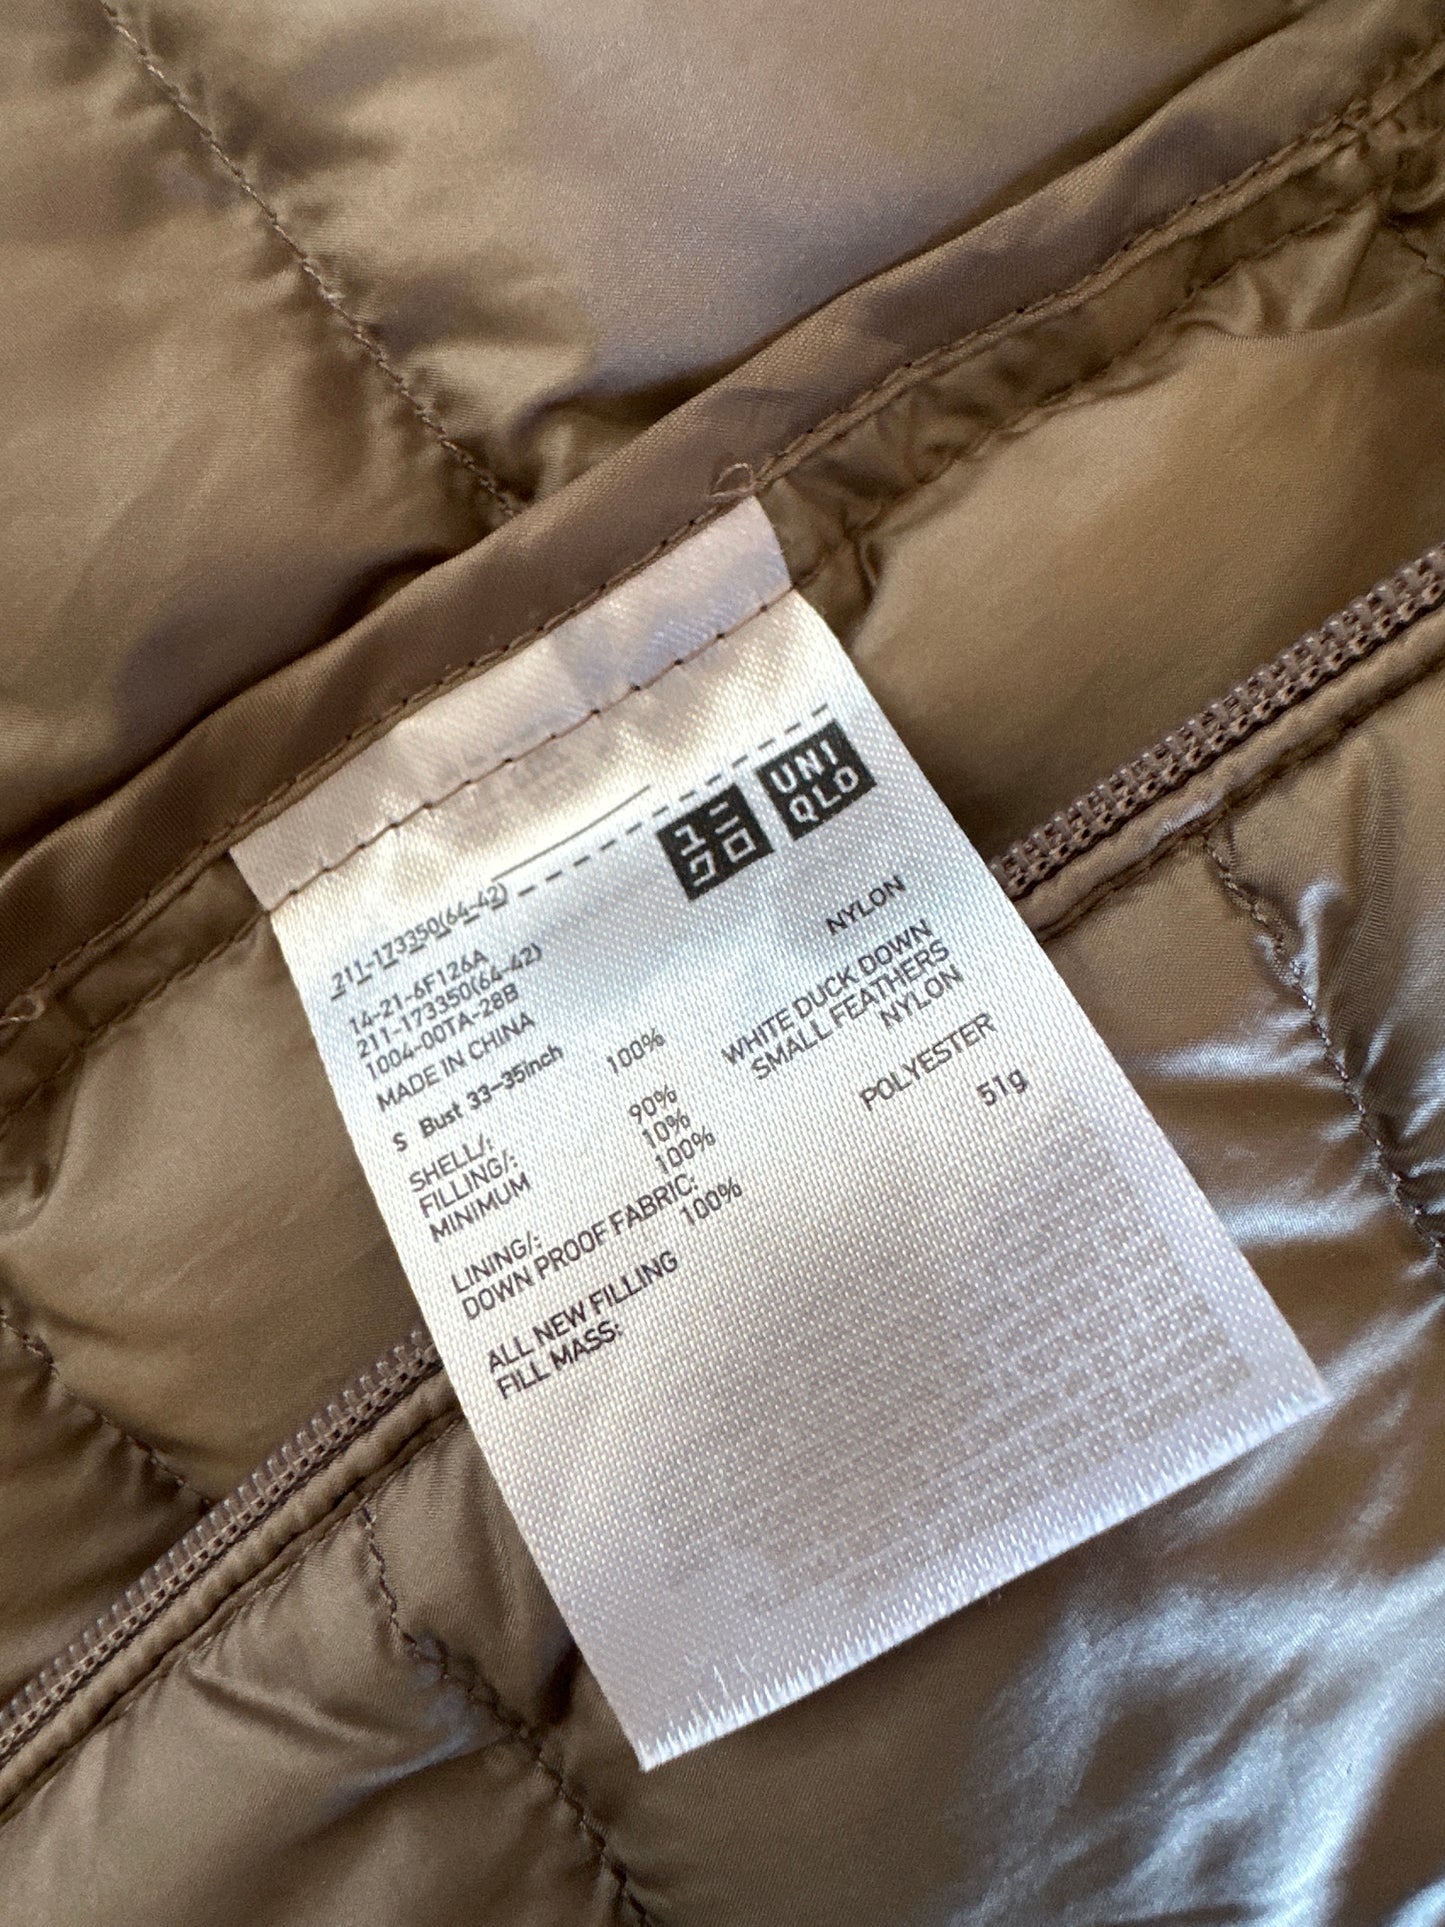 ユニ
クロ
UNI
QLO
211-173350(64-42)
14-21-6F126A
211-173350(64-42)
1004-00TA-28B
MADE IN CHINA
S Bust 33-35inch
SHELL/: 100% NYLON
FILLING/: 90% WHITE DUCK DOWN
MINIMUM 10% SMALL FEATHERS
LINING/: 100% NYLON
DOWN PROOF FABRIC:
100% POLYESTER
ALL NEW FILLING
FILL MASS: 51g